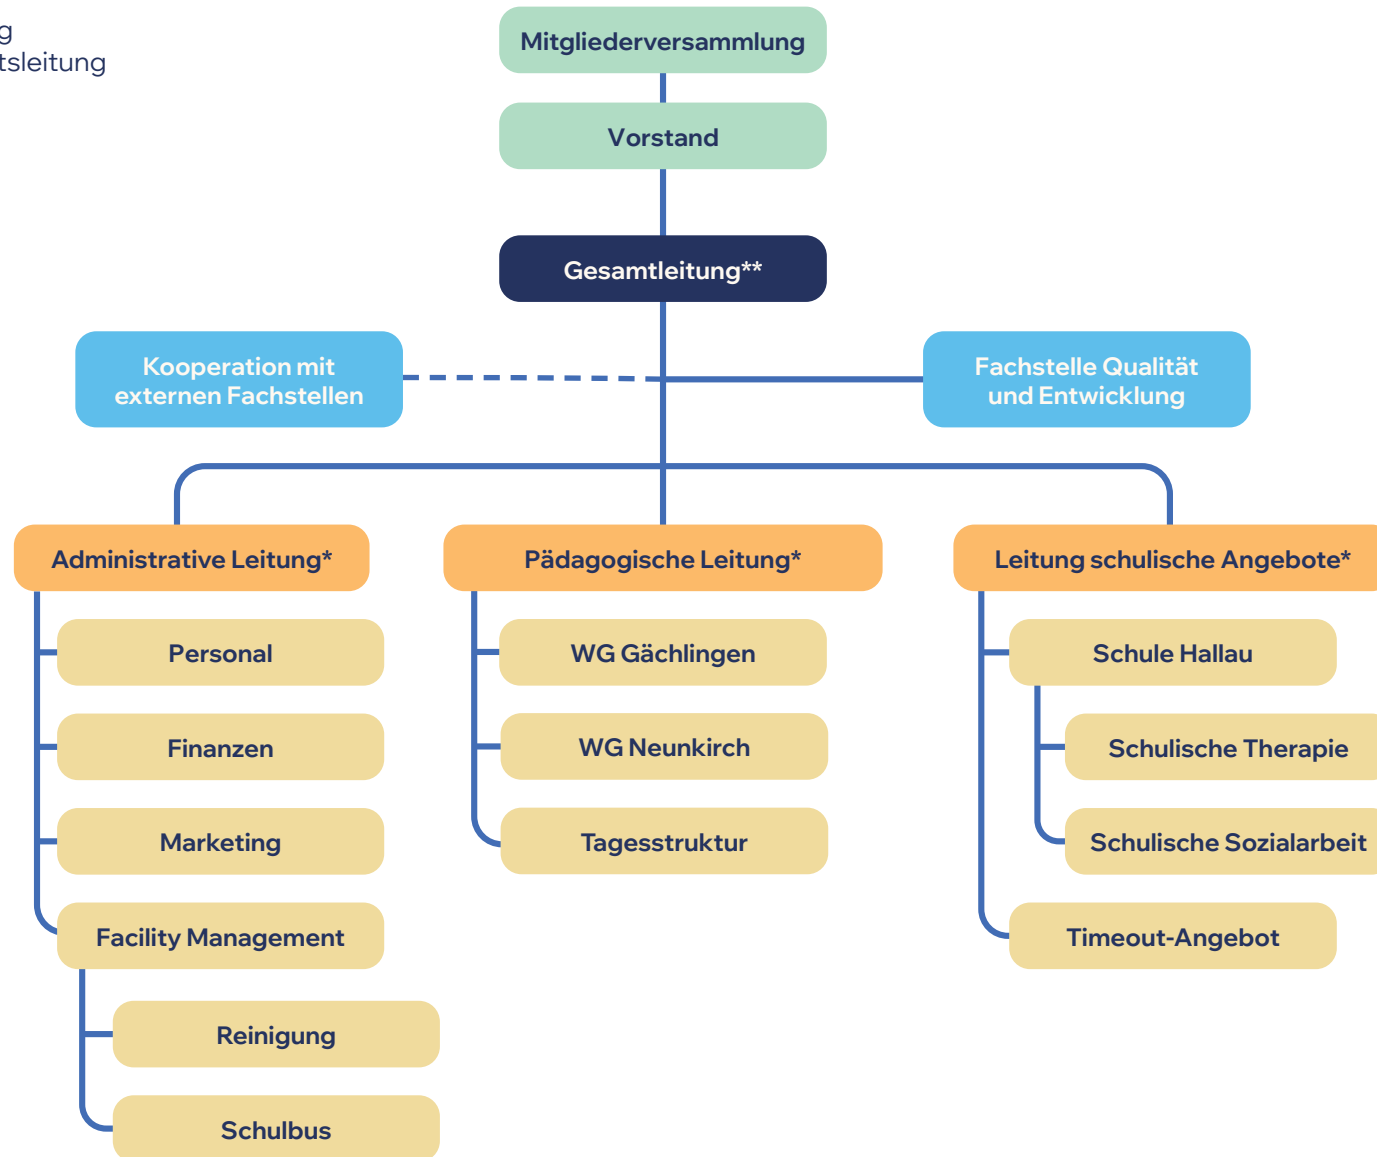 Mitgliederversammlung
Vorstand
Gesamtleitung**
Kooperation mit
externen Fachstellen
Fachstelle Qualität
und Entwicklung
Administrative Leitung*
Personal
Finanzen
Marketing
Facility Management
Reinigung
Schulbus
Pädagogische Leitung*
WG Gächlingen
WG Neunkirch
Tagesstruktur
Leitung schulische Angebote*
Schule Hallau
Schulische Therapie
Schulische Sozialarbeit
Timeout-Angebot